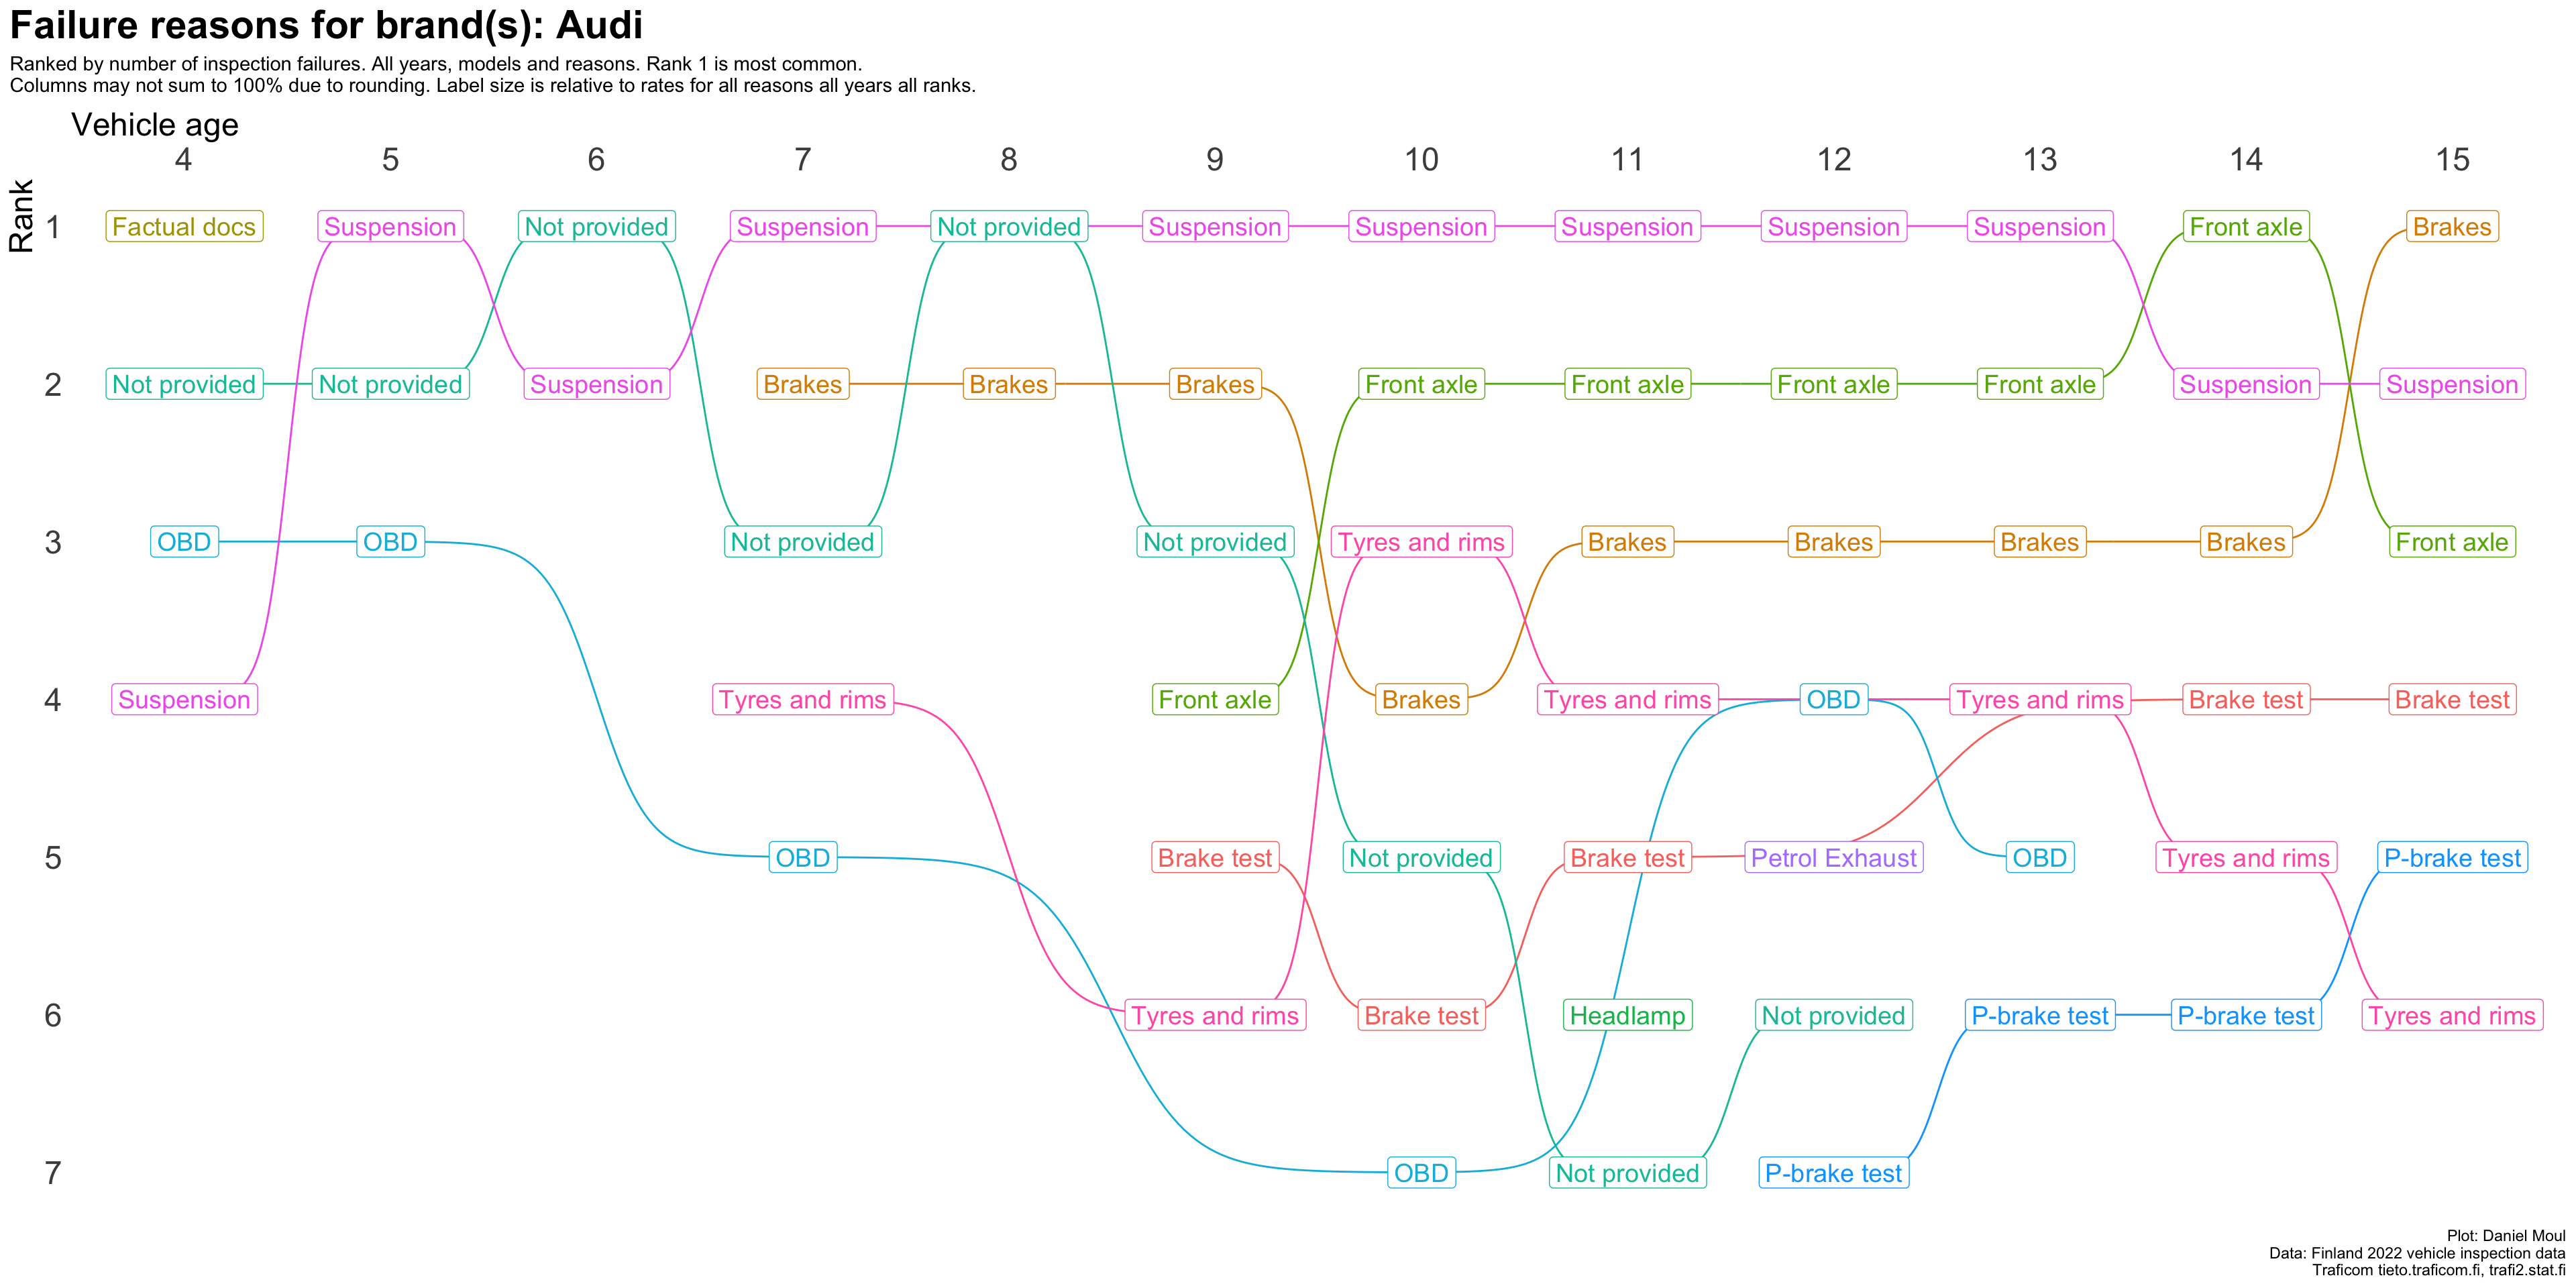 Failure reasons for brand(s): Audi
Ranked by number of inspection failures. All years, models and reasons. Rank 1 is most common.
Columns may not sum to 100% due to rounding. Label size is relative to rates for all reasons all years all ranks.
Vehicle age
4 5 6 7 8 9 10 11 12 13 14 15
Rank
1 Factual docs Suspension Not provided Suspension Not provided Suspension Suspension Suspension Suspension Suspension Front axle Brakes
2 Not provided Not provided Suspension Brakes Brakes Brakes Front axle Front axle Front axle Front axle Suspension Suspension
3 OBD OBD Not provided Not provided Tyres and rims Brakes Brakes Brakes Brakes Front axle
4 Suspension Tyres and rims Front axle Brakes Tyres and rims OBD Tyres and rims Brake test Brake test
5 OBD Brake test Not provided Brake test Petrol Exhaust OBD Tyres and rims P-brake test
6 Tyres and rims Brake test Headlamp Not provided P-brake test P-brake test Tyres and rims
7 OBD Not provided P-brake test
Plot: Daniel Moul
Data: Finland 2022 vehicle inspection data
Traficom tieto.traficom.fi, trafi2.stat.fi